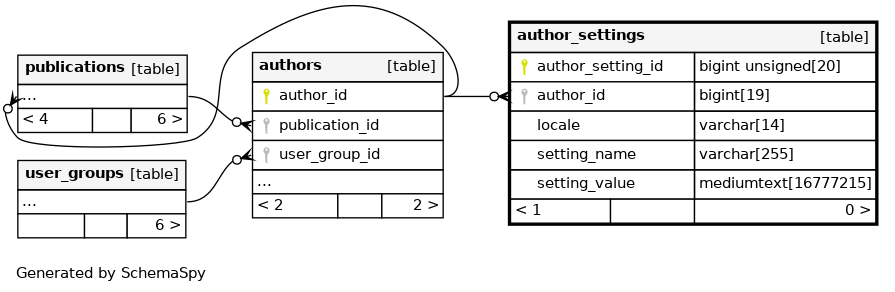 publications [table]
...
< 4 6 >
user_groups [table]
...
6 >
authors [table]
author_id
publication_id
user_group_id
...
< 2 2 >
author_settings [table]
author_setting_id bigint unsigned[20]
author_id bigint[19]
locale varchar[14]
setting_name varchar[255]
setting_value mediumtext[16777215]
< 1 0 >
Generated by SchemaSpy